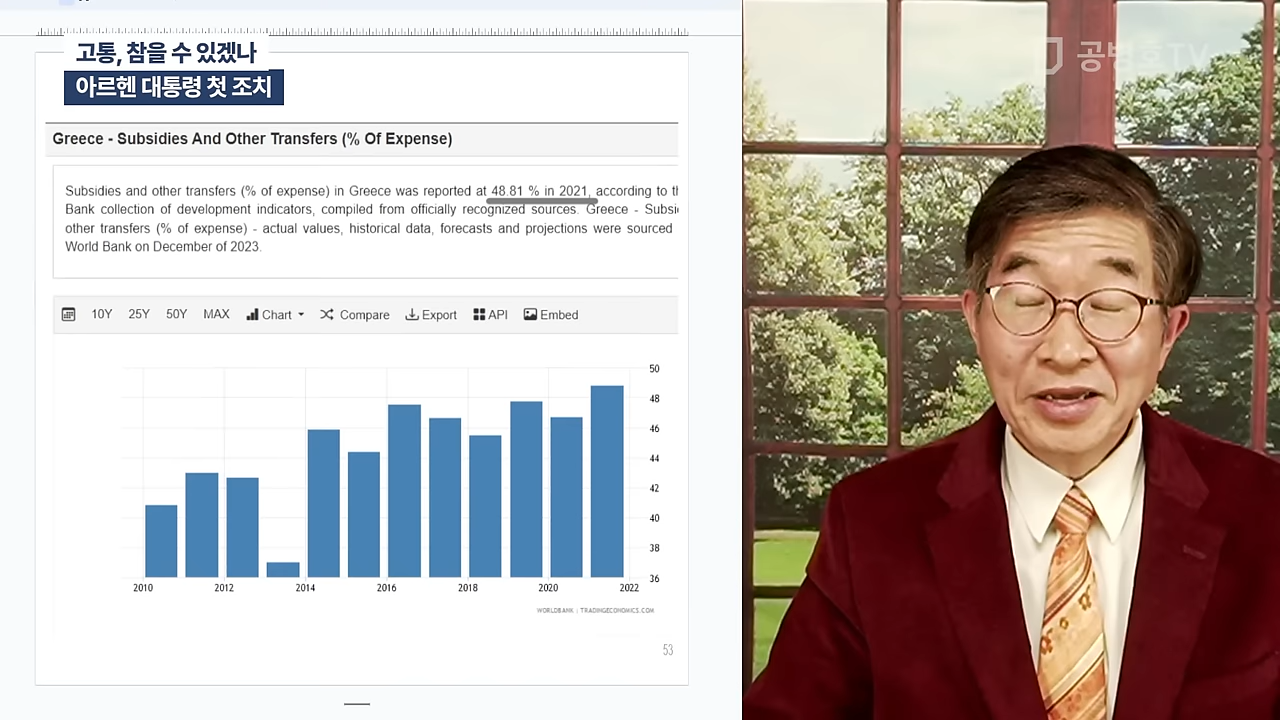 고통, 참을 수 있겠나
아르헨 대통령 첫 조치
공병호TV
Greece - Subsidies And Other Transfers (% Of Expense)
Subsidies and other transfers (% of expense) in Greece was reported at 48.81 % in 2021, according to
Bank collection of development indicators, compiled from officially recognized sources. Greece - Subsi
other transfers (% of expense) - actual values, historical data, forecasts and projections were sourced
World Bank on December of 2023.
10Y 25Y 50Y MAX Chart Compare Export API Embed
50
48
46
44
42
40
38
36
2010 2012 2014 2016 2018 2020 2022
WORLDBANK | TRADINGECONOMICS.COM
53